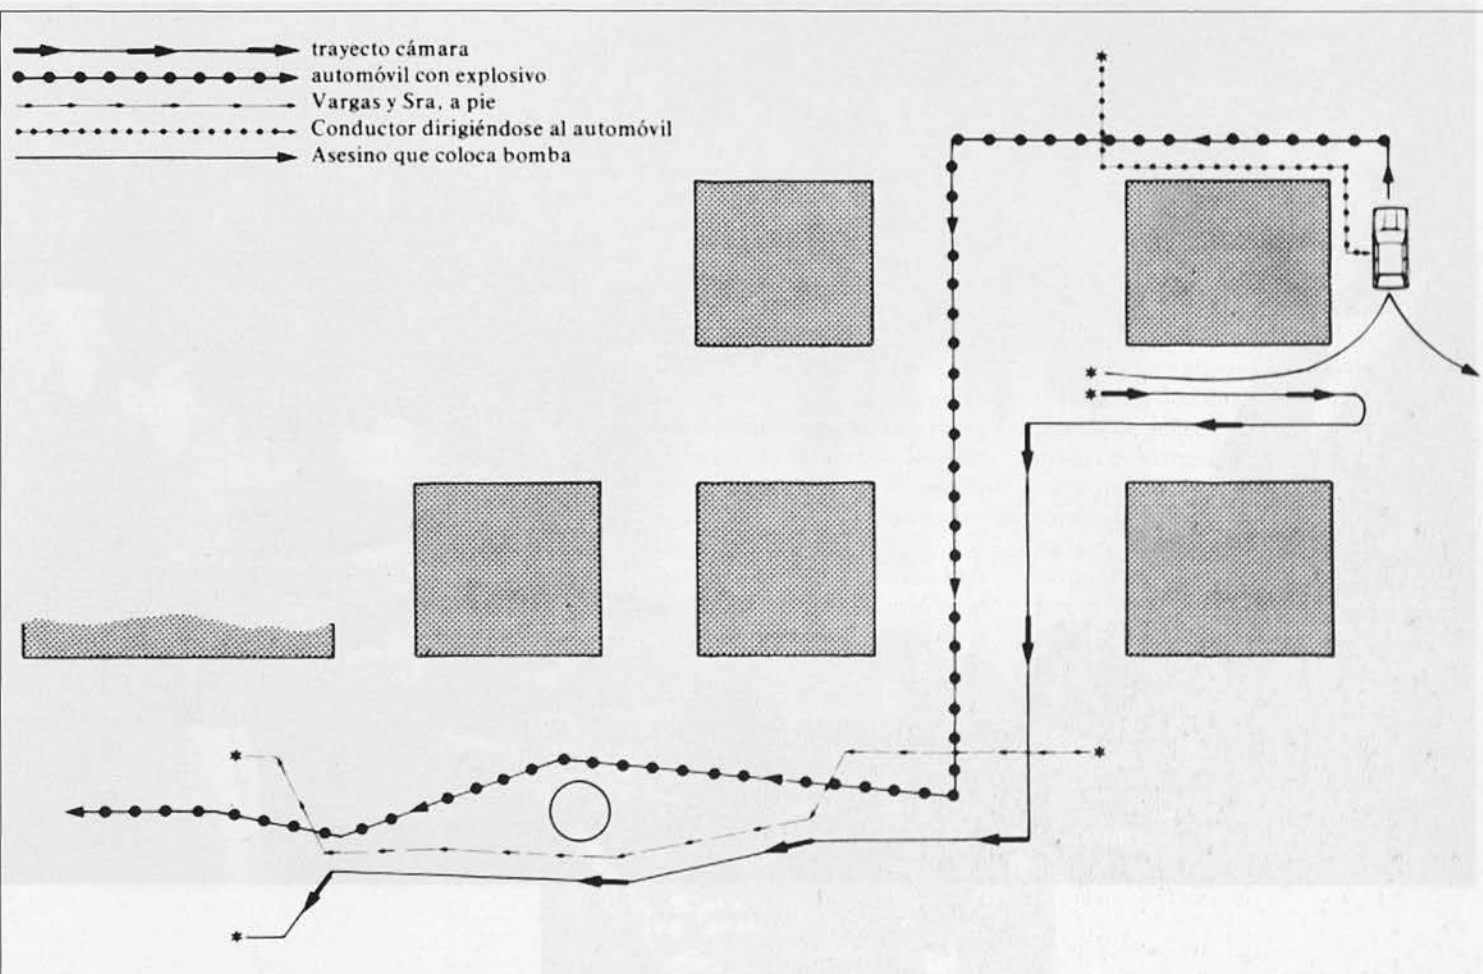 trayecto cámara
automóvil con explosivo
Vargas y Sra, a pie
Conductor dirigiéndose al automóvil
Asesino que coloca bomba